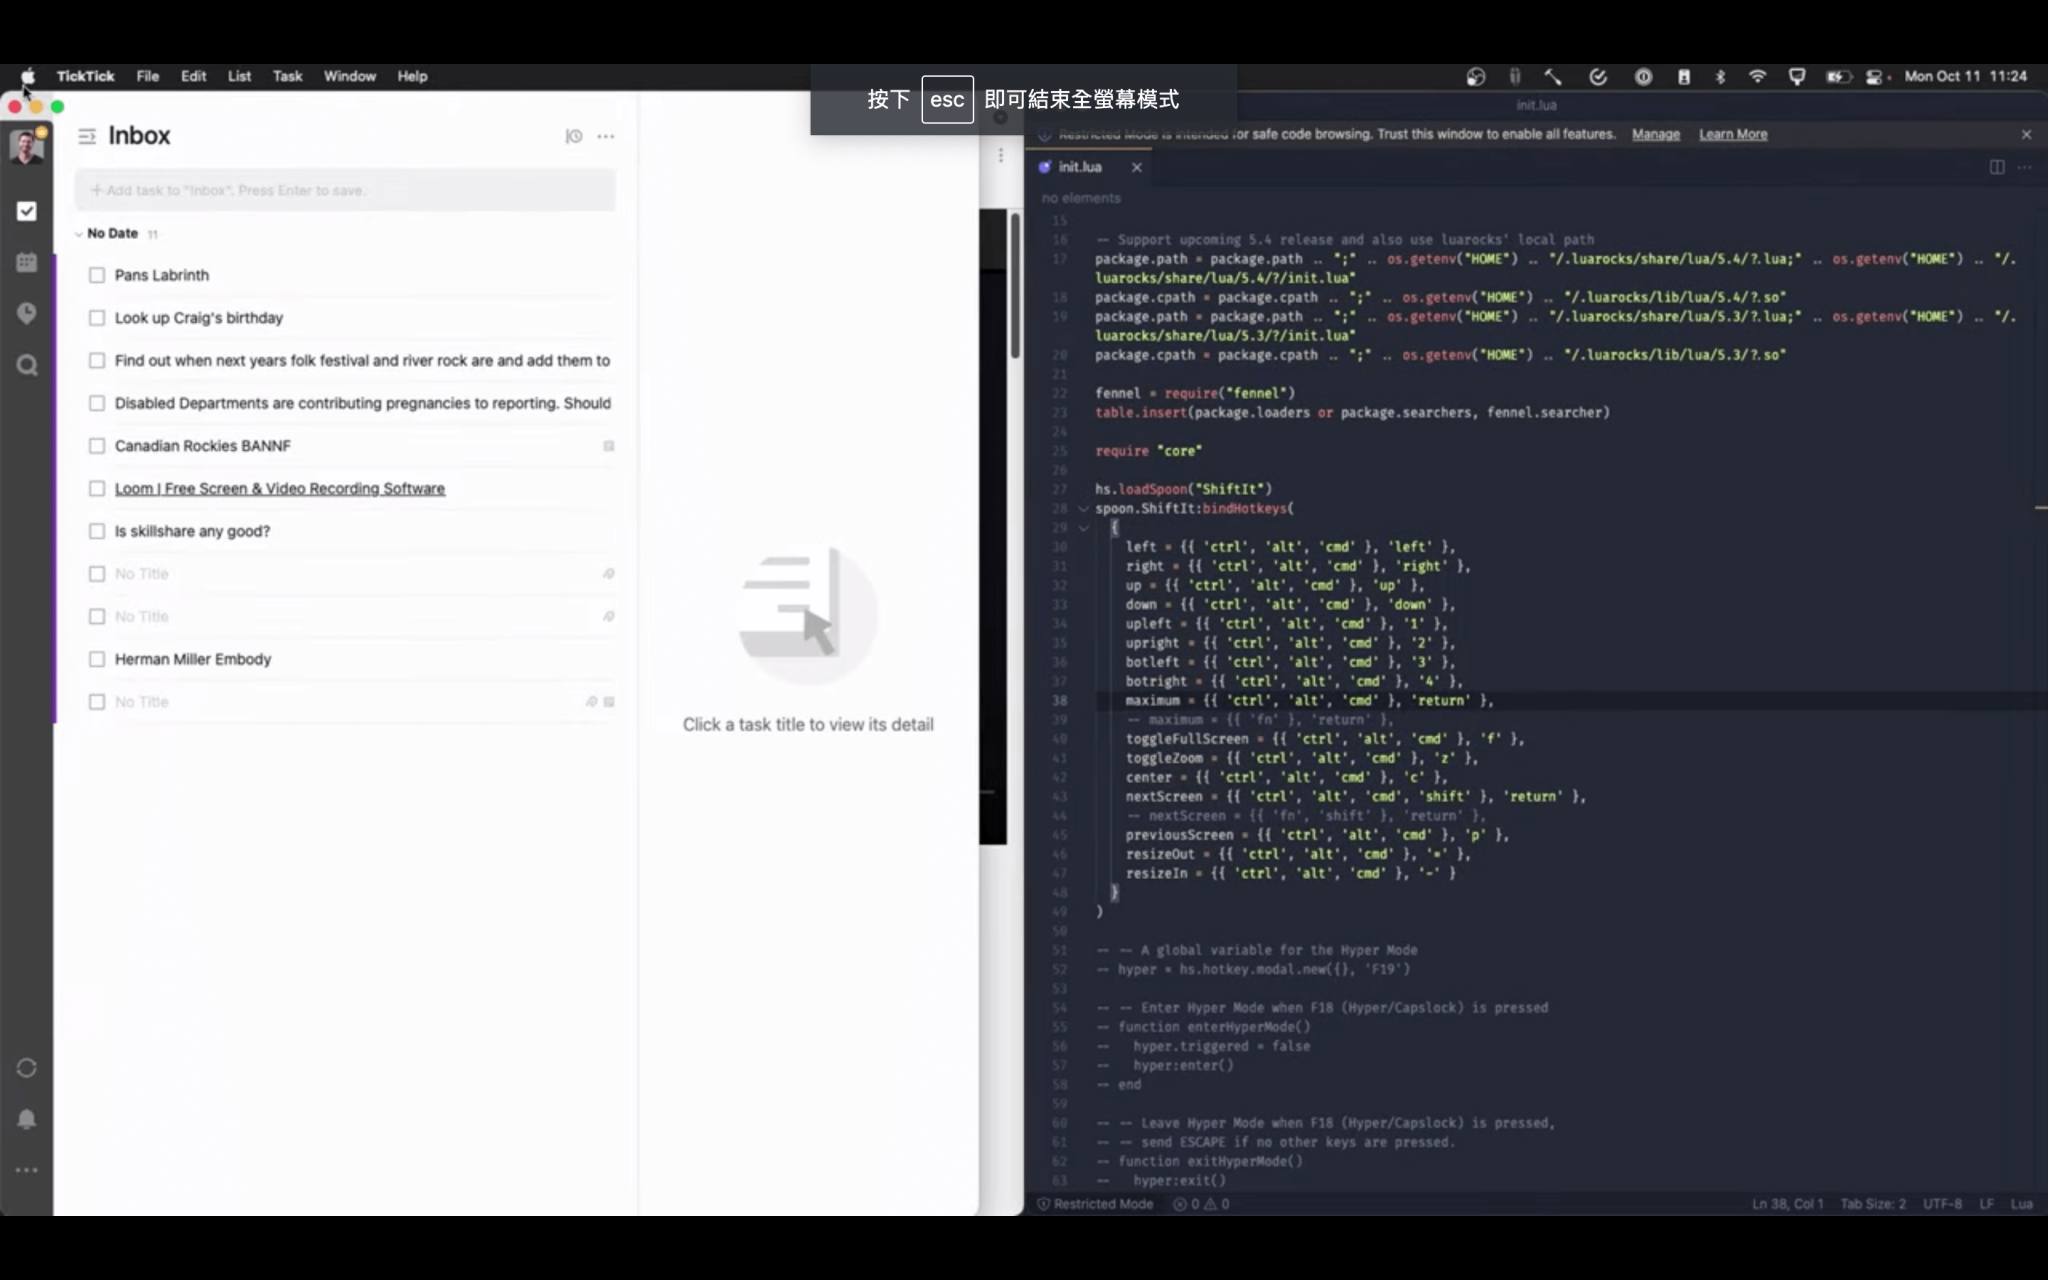 TickTick File Edit List Task Window Help
Mon Oct 11 11:24
按下 esc 即可結束全螢幕模式
Inbox
Add task to "Inbox". Press Enter to save.
No Date 11
Pans Labrinth
Look up Craig's birthday
Find out when next years folk festival and river rock are and add them to
Disabled Departments are contributing pregnancies to reporting. Should
Canadian Rockies BANNF
Loom | Free Screen & Video Recording Software
Is skillshare any good?
No Title
No Title
Herman Miller Embody
No Title
Click a task title to view its detail
init.lua
Restricted Mode is intended for safe code browsing. Trust this window to enable all features. Manage Learn More
init.lua
no elements
15
16 -- Support upcoming 5.4 release and also use luarocks' local path
17 package.path = package.path .. ";" .. os.getenv("HOME") .. "/.luarocks/share/lua/5.4/?.lua;" .. os.getenv("HOME") .. "/.
luarocks/share/lua/5.4/?/init.lua"
18 package.cpath = package.cpath .. ";" .. os.getenv("HOME") .. "/.luarocks/lib/lua/5.4/?.so"
19 package.path = package.path .. ";" .. os.getenv("HOME") .. "/.luarocks/share/lua/5.3/?.lua;" .. os.getenv("HOME") .. "/.
luarocks/share/lua/5.3/?/init.lua"
20 package.cpath = package.cpath .. ";" .. os.getenv("HOME") .. "/.luarocks/lib/lua/5.3/?.so"
21
22 fennel = require("fennel")
23 table.insert(package.loaders or package.searchers, fennel.searcher)
24
25 require "core"
26
27 hs.loadSpoon("ShiftIt")
28 spoon.ShiftIt:bindHotkeys(
29 {
30 left = {{ 'ctrl', 'alt', 'cmd' }, 'left' },
31 right = {{ 'ctrl', 'alt', 'cmd' }, 'right' },
32 up = {{ 'ctrl', 'alt', 'cmd' }, 'up' },
33 down = {{ 'ctrl', 'alt', 'cmd' }, 'down' },
34 upleft = {{ 'ctrl', 'alt', 'cmd' }, '1' },
35 upright = {{ 'ctrl', 'alt', 'cmd' }, '2' },
36 botleft = {{ 'ctrl', 'alt', 'cmd' }, '3' },
37 botright = {{ 'ctrl', 'alt', 'cmd' }, '4' },
38 maximum = {{ 'ctrl', 'alt', 'cmd' }, 'return' },
39 -- maximum = {{ 'fn' }, 'return' },
40 toggleFullScreen = {{ 'ctrl', 'alt', 'cmd' }, 'f' },
41 toggleZoom = {{ 'ctrl', 'alt', 'cmd' }, 'z' },
42 center = {{ 'ctrl', 'alt', 'cmd' }, 'c' },
43 nextScreen = {{ 'ctrl', 'alt', 'cmd', 'shift' }, 'return' },
44 -- nextScreen = {{ 'fn', 'shift' }, 'return' },
45 previousScreen = {{ 'ctrl', 'alt', 'cmd' }, 'p' },
46 resizeOut = {{ 'ctrl', 'alt', 'cmd' }, '=' },
47 resizeIn = {{ 'ctrl', 'alt', 'cmd' }, '-' }
48 }
49 )
50
51 -- -- A global variable for the Hyper Mode
52 -- hyper = hs.hotkey.modal.new({}, 'F19')
53
54 -- -- Enter Hyper Mode when F18 (Hyper/Capslock) is pressed
55 -- function enterHyperMode()
56 -- hyper.triggered = false
57 -- hyper:enter()
58 -- end
59
60 -- -- Leave Hyper Mode when F18 (Hyper/Capslock) is pressed,
61 -- -- send ESCAPE if no other keys are pressed.
62 -- function exitHyperMode()
63 -- hyper:exit()
Restricted Mode 0 0 Ln 38, Col 1 Tab Size: 2 UTF-8 LF Lua